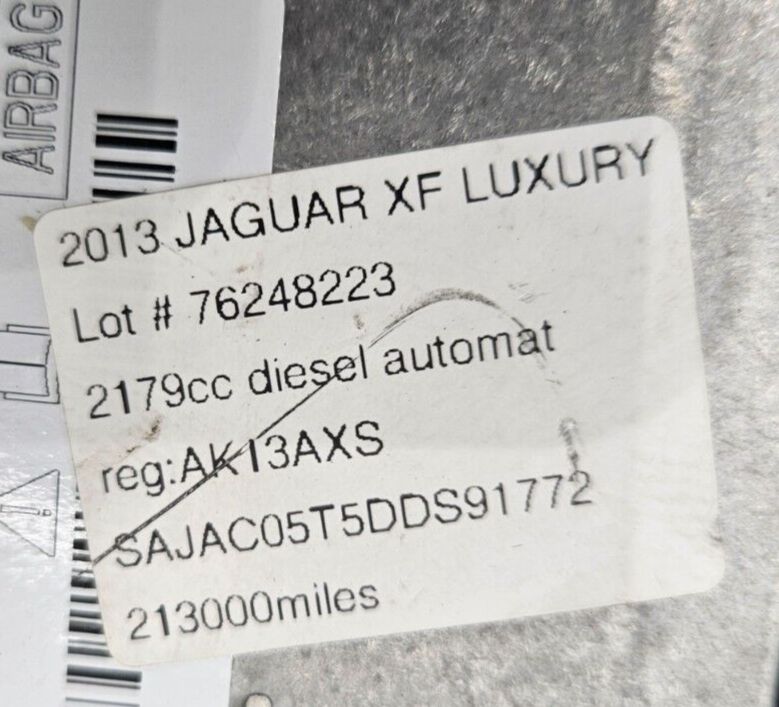 AIRBAG
2013 JAGUAR XF LUXURY
Lot # 76248223
2179cc diesel automat
reg:AK13AXS
SAJAC05T5DDS91772
213000miles